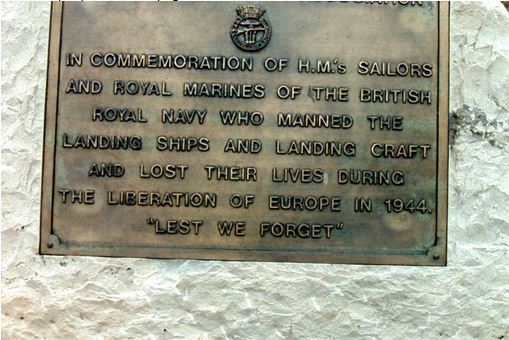 ASSOCIATION
IN COMMEMORATION OF H.M.'s SAILORS
AND ROYAL MARINES OF THE BRITISH
ROYAL NAVY WHO MANNED THE
LANDING SHIPS AND LANDING CRAFT
AND LOST THEIR LIVES DURING
THE LIBERATION OF EUROPE IN 1944.
"LEST WE FORGET"